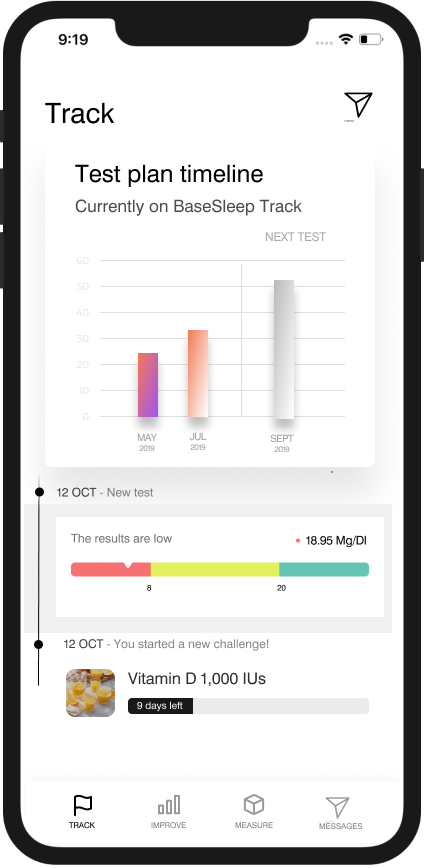 9:19
Track
Test plan timeline
Currently on BaseSleep Track
NEXT TEST
60
50
40
30
20
10
0
MAY
2019
JUL
2019
SEPT
2019
12 OCT - New test
The results are low
18.95 Mg/Dl
8
20
12 OCT - You started a new challenge!
Vitamin D 1,000 IUs
9 days left
TRACK
IMPROVE
MEASURE
MESSAGES